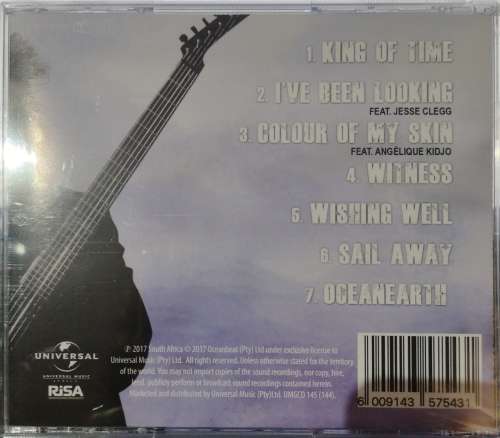 1. KING OF TIME
2. I'VE BEEN LOOKING
FEAT. JESSE CLEGG
3. COLOUR OF MY SKIN
FEAT. ANGÉLIQUE KIDJO
4. WITNESS
5. WISHING WELL
6. SAIL AWAY
7. OCEANEARTH
UNIVERSAL
UNIVERSAL MUSIC
RiSA
℗ 2017 South Africa © 2017 Oceanbeat (Pty) Ltd under exclusive license to
Universal Music (Pty) Ltd. All rights reserved. Unless otherwise stated for the territory
of the world. You may not import copies of the sound recordings, nor copy, hire,
lend, publicly perform or broadcast sound recordings contained herein.
Marketed and distributed by Universal Music (Pty)Ltd. UMGCD 145 (144).
6 009143 575431